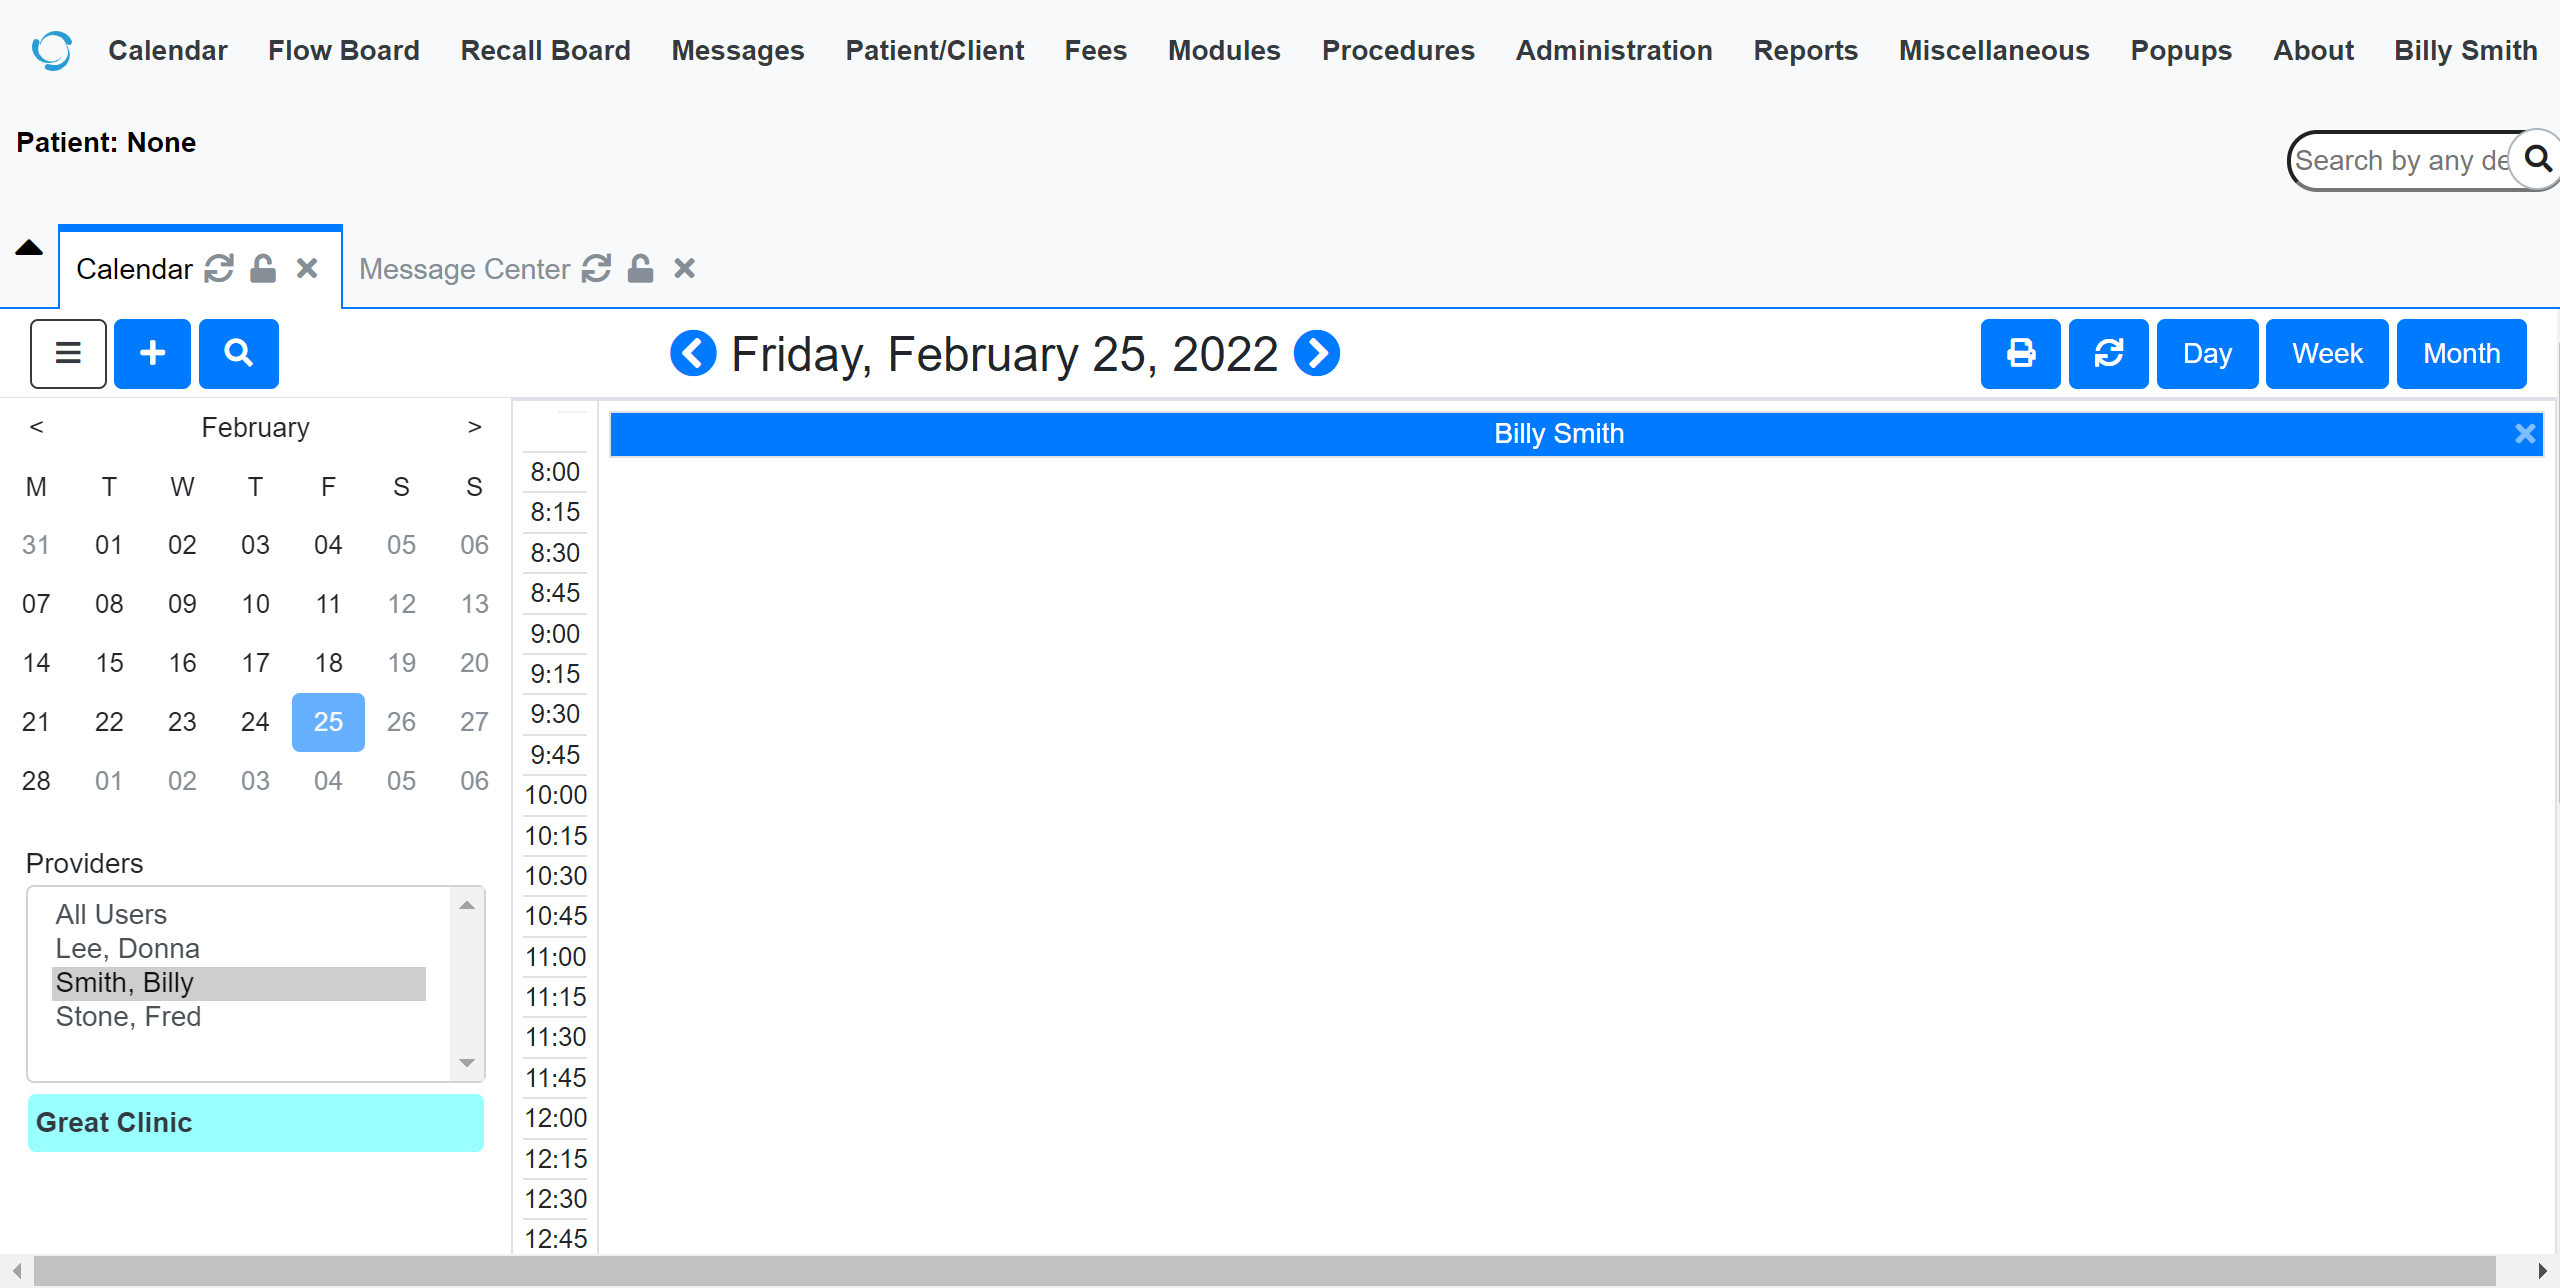 Calendar Flow Board Recall Board Messages Patient/Client Fees Modules Procedures Administration Reports Miscellaneous Popups About Billy Smith
Patient: None
Search by any de
Calendar Message Center
Friday, February 25, 2022
Day Week Month
< February >
M T W T F S S
31 01 02 03 04 05 06
07 08 09 10 11 12 13
14 15 16 17 18 19 20
21 22 23 24 25 26 27
28 01 02 03 04 05 06
Providers
All Users
Lee, Donna
Smith, Billy
Stone, Fred
Great Clinic
Billy Smith
8:00
8:15
8:30
8:45
9:00
9:15
9:30
9:45
10:00
10:15
10:30
10:45
11:00
11:15
11:30
11:45
12:00
12:15
12:30
12:45